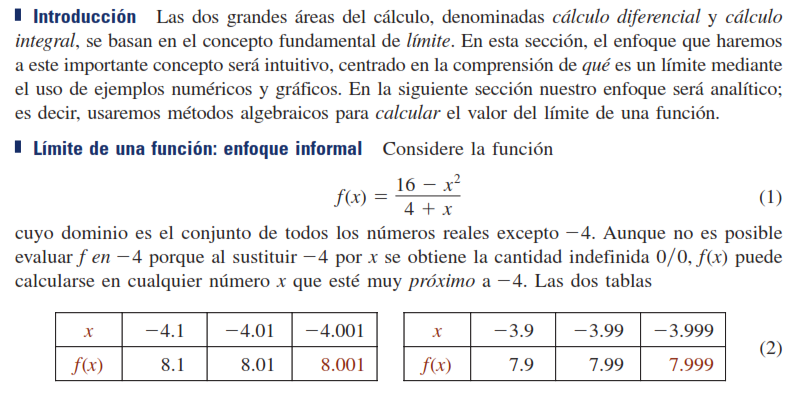 Introducción Las dos grandes áreas del cálculo, denominadas cálculo diferencial y cálculo
integral, se basan en el concepto fundamental de límite. En esta sección, el enfoque que haremos
a este importante concepto será intuitivo, centrado en la comprensión de qué es un límite mediante
el uso de ejemplos numéricos y gráficos. En la siguiente sección nuestro enfoque será analítico;
es decir, usaremos métodos algebraicos para calcular el valor del límite de una función.
Límite de una función: enfoque informal Considere la función
f(x) = (16 − x²)/(4 + x) (1)
cuyo dominio es el conjunto de todos los números reales excepto −4. Aunque no es posible
evaluar f en −4 porque al sustituir −4 por x se obtiene la cantidad indefinida 0/0, f(x) puede
calcularse en cualquier número x que esté muy próximo a −4. Las dos tablas
x −4.1 −4.01 −4.001 x −3.9 −3.99 −3.999
f(x) 8.1 8.01 8.001 f(x) 7.9 7.99 7.999 (2)